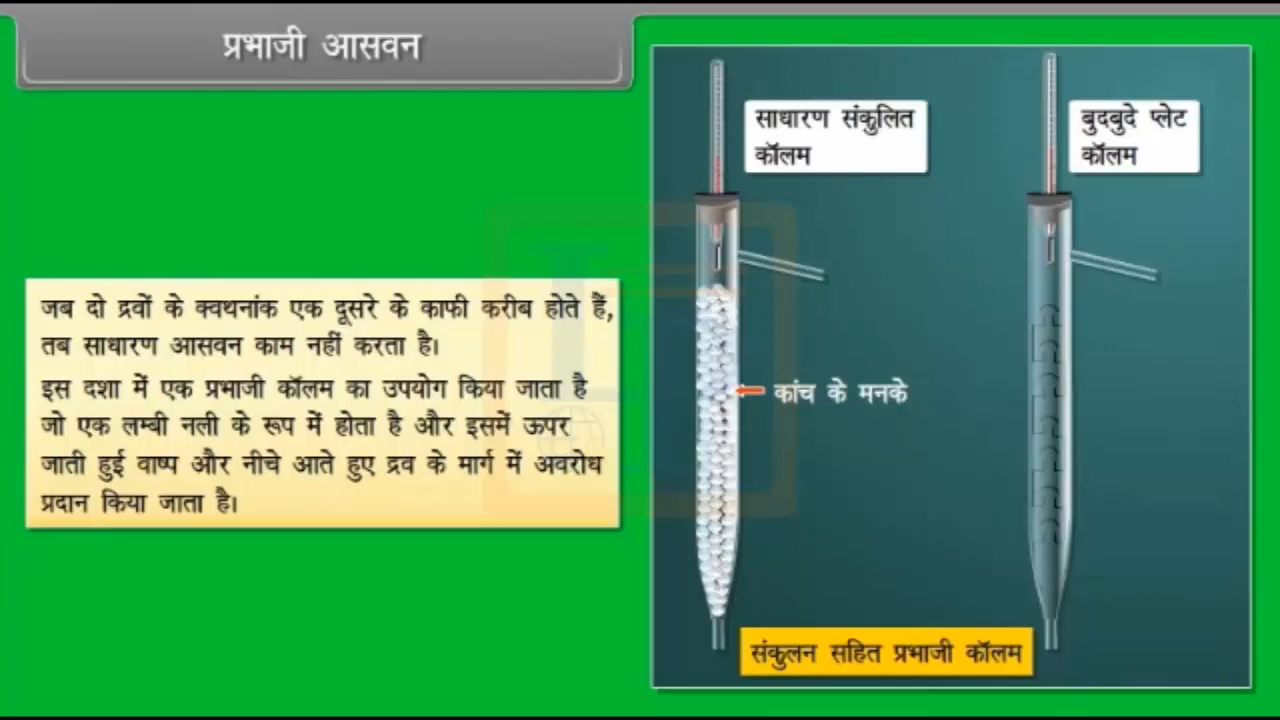 प्रभाजी आसवन
जब दो द्रवों के क्वथनांक एक दूसरे के काफी करीब होते हैं,
तब साधारण आसवन काम नहीं करता है।
इस दशा में एक प्रभाजी कॉलम का उपयोग किया जाता है
जो एक लम्बी नली के रूप में होता है और इसमें ऊपर
जाती हुई वाष्प और नीचे आते हुए द्रव के मार्ग में अवरोध
प्रदान किया जाता है।
साधारण संकुलित
कॉलम
बुदबुदे प्लेट
कॉलम
कांच के मनके
संकुलन सहित प्रभाजी कॉलम